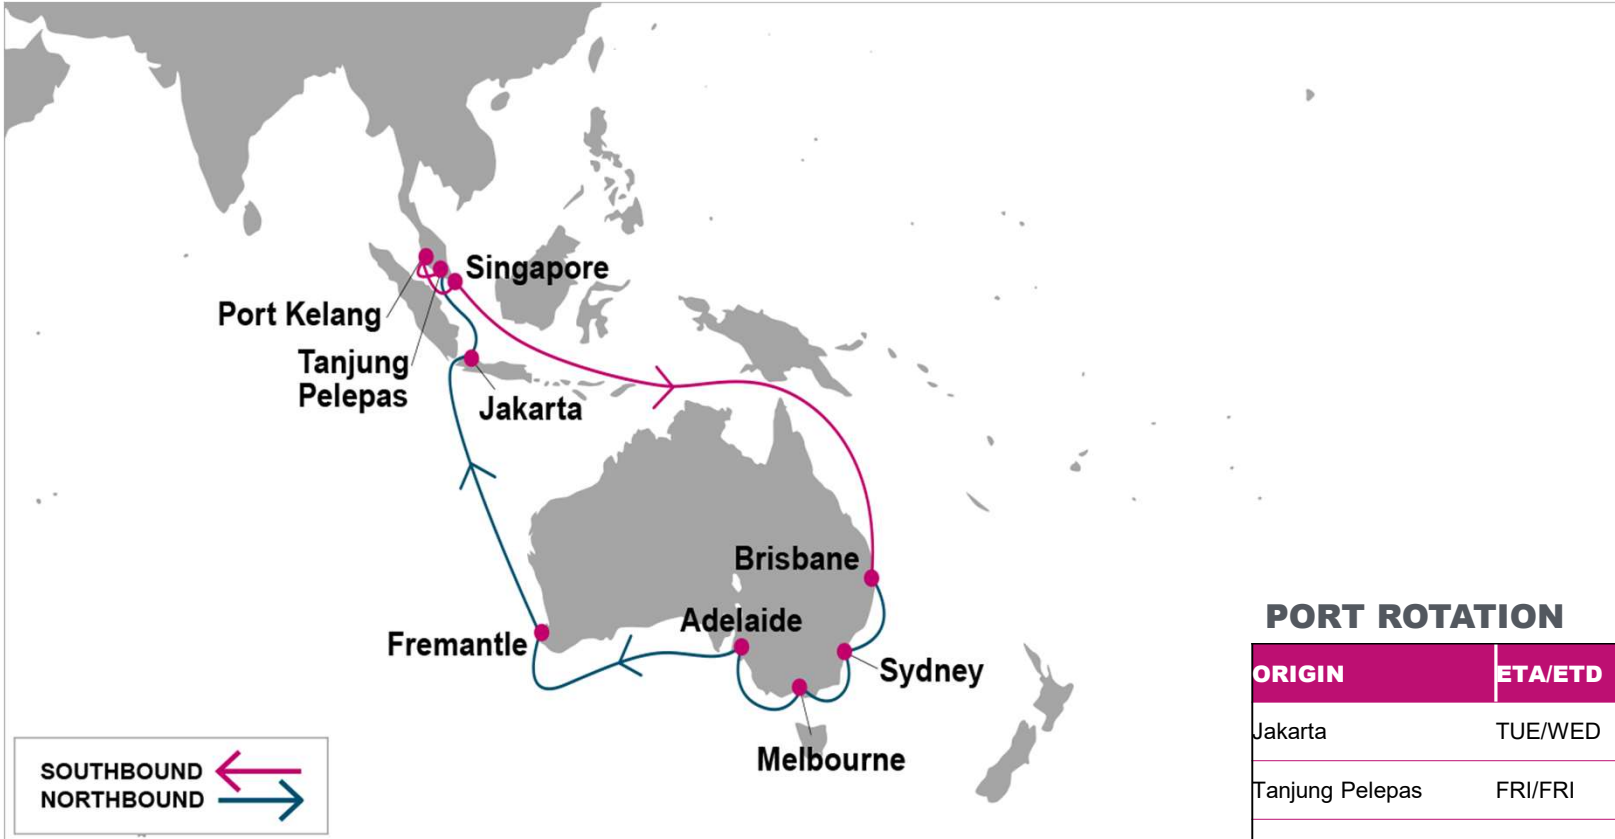 Singapore
Port Kelang
Tanjung
Pelepas
Jakarta
Brisbane
Adelaide
Fremantle
Sydney
Melbourne
SOUTHBOUND
NORTHBOUND
PORT ROTATION
ORIGIN ETA/ETD
Jakarta TUE/WED
Tanjung Pelepas FRI/FRI